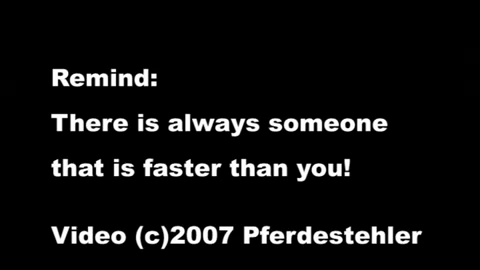 Remind:
There is always someone
that is faster than you!
Video (c)2007 Pferdestehler